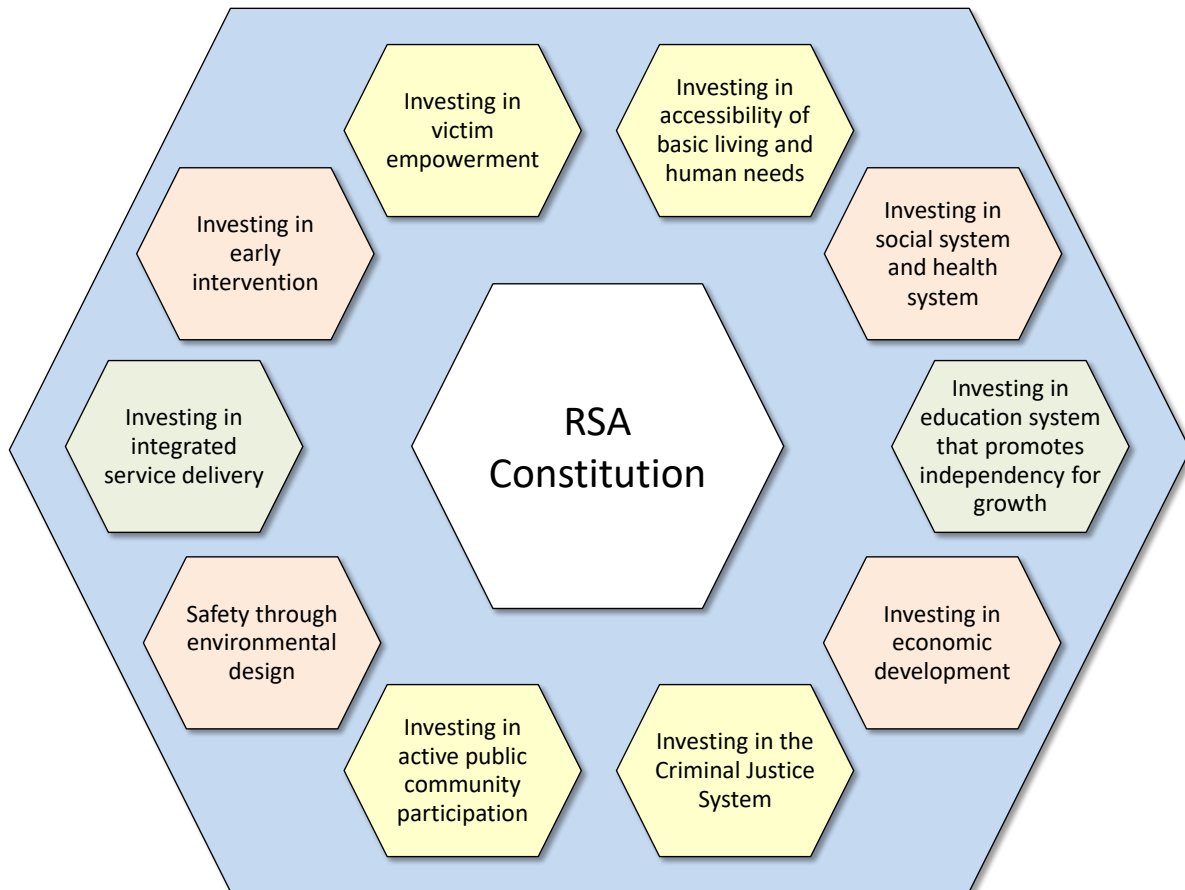 Investing in
victim
empowerment
Investing in
accessibility of
basic living and
human needs
Investing in
early
intervention
Investing in
social system
and health
system
RSA
Constitution
Investing in
integrated
service delivery
Investing in
education system
that promotes
independency for
growth
Safety through
environmental
design
Investing in
economic
development
Investing in
active public
community
participation
Investing in the
Criminal Justice
System